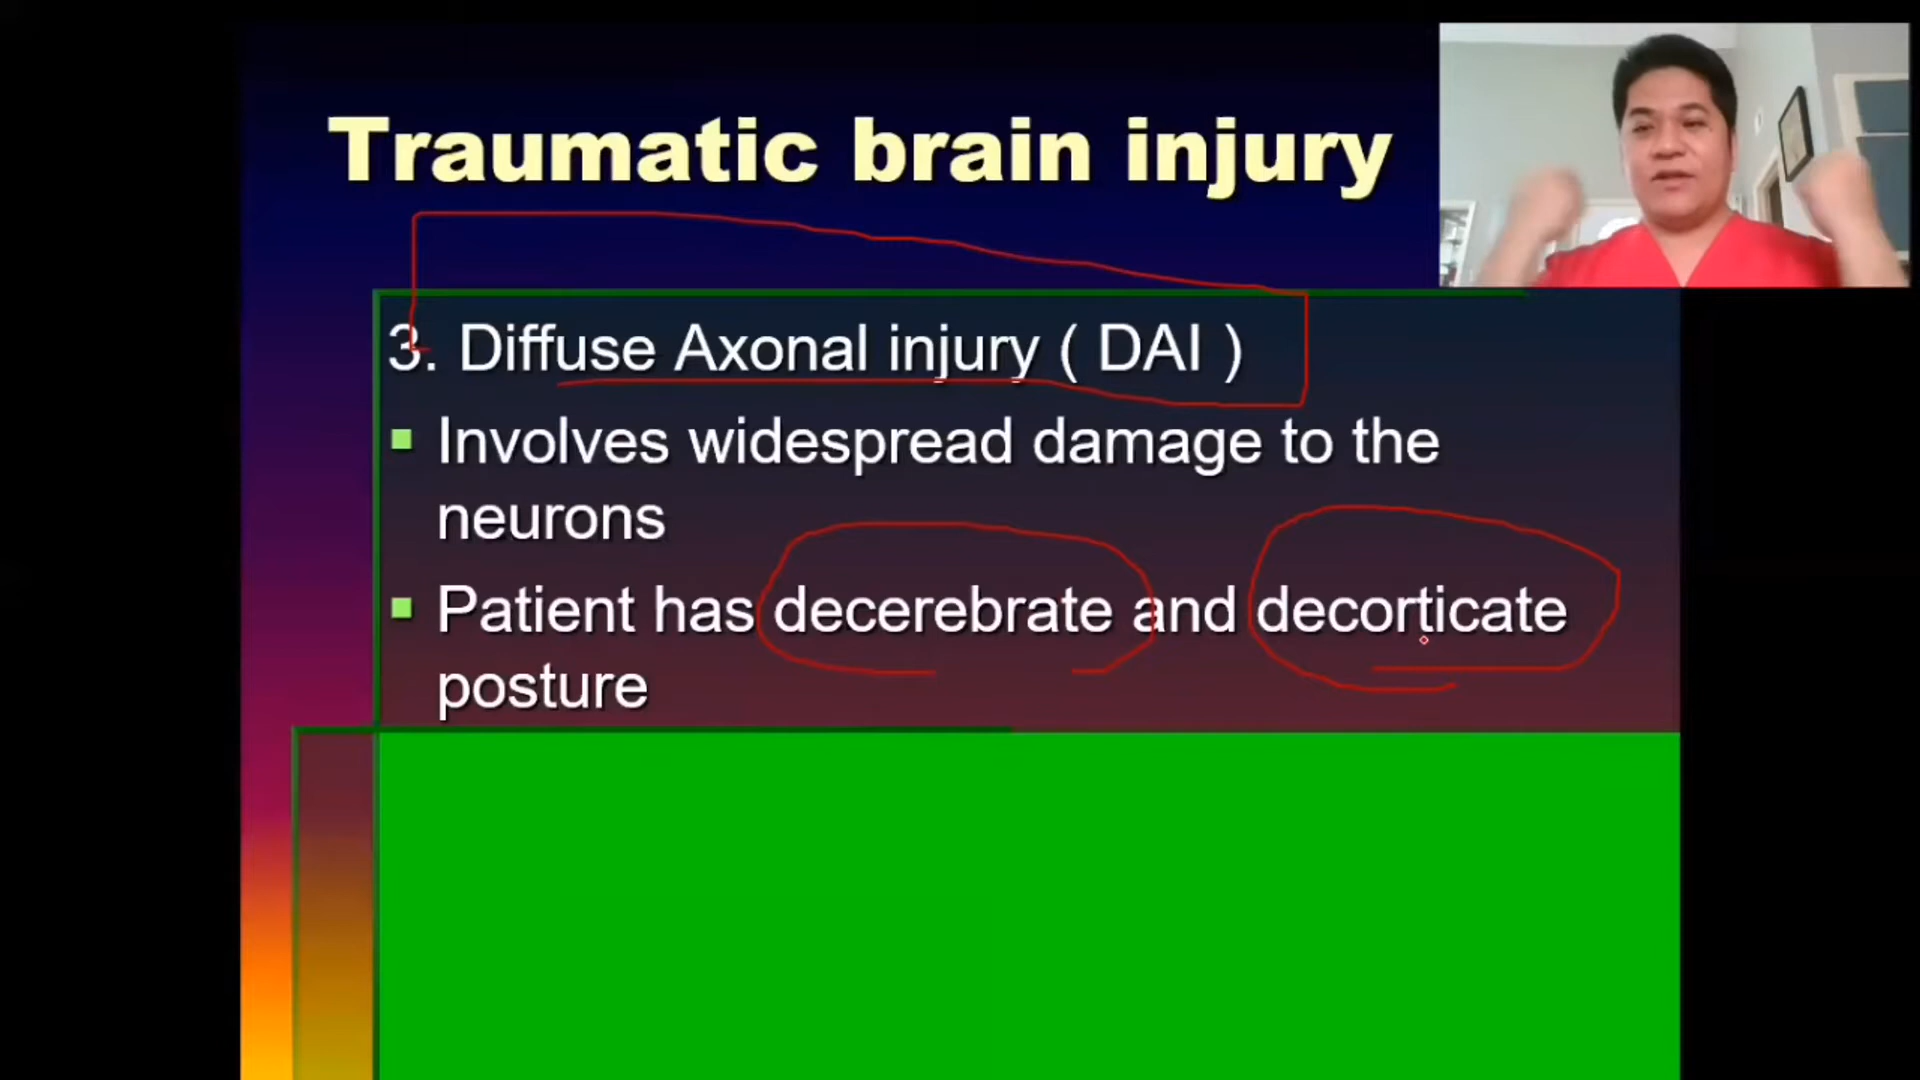 Traumatic brain injury
3. Diffuse Axonal injury ( DAI )
Involves widespread damage to the
neurons
Patient has decerebrate and decorticate
posture